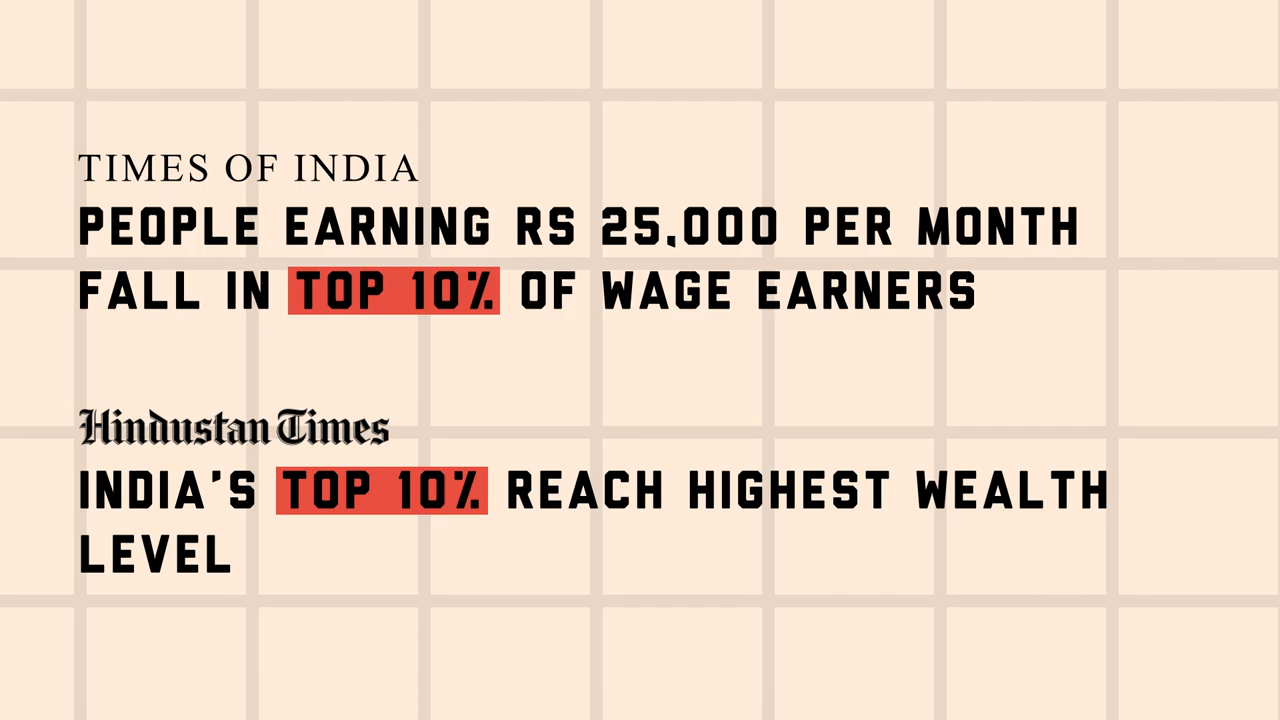 TIMES OF INDIA
PEOPLE EARNING RS 25,000 PER MONTH
FALL IN TOP 10% OF WAGE EARNERS
Hindustan Times
INDIA'S TOP 10% REACH HIGHEST WEALTH
LEVEL